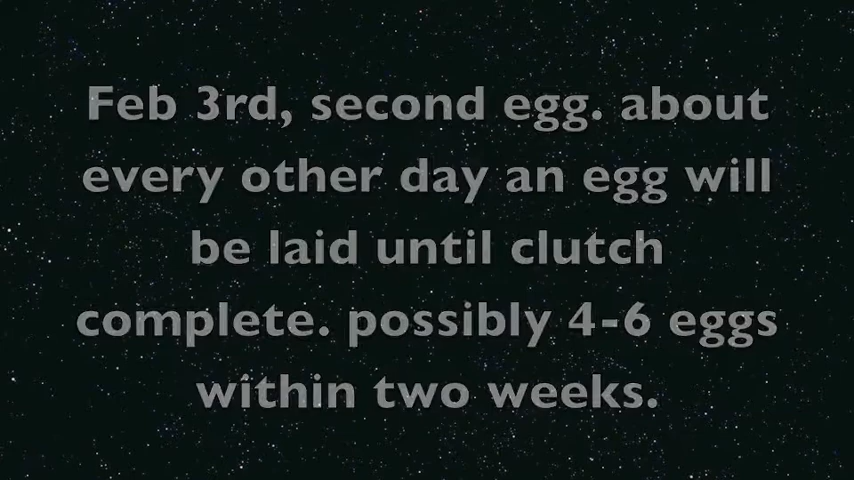 Feb 3rd, second egg. about
every other day an egg will
be laid until clutch
complete. possibly 4-6 eggs
within two weeks.